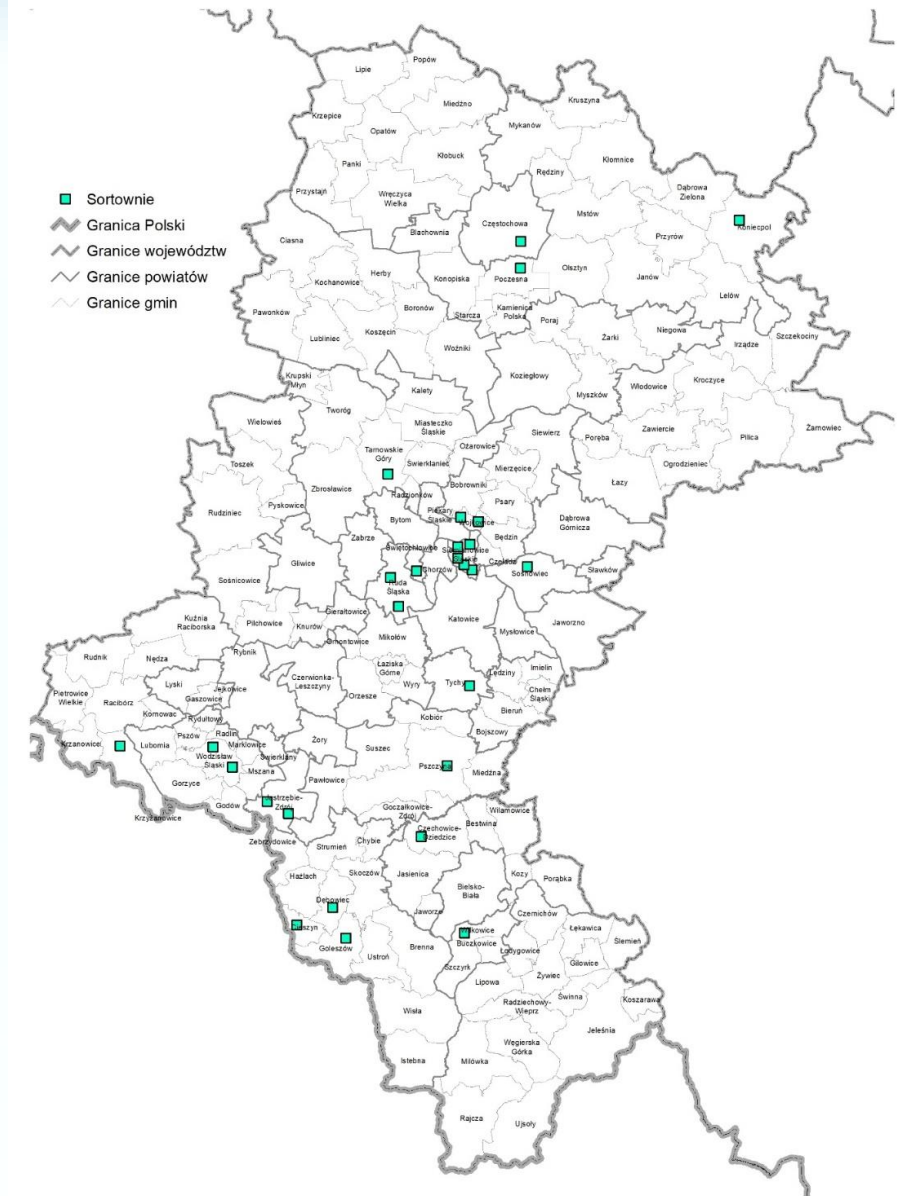 Sortownie
Granica Polski
Granice województw
Granice powiatów
Granice gmin
Popów
Lipie
Miedźno
Kruszyna
Krzepice
Mykanów
Opatów
Kłobuck
Kłomnice
Panki
Rędziny
Przystajń
Wręczyca
Wielka
Dąbrowa
Zielona
Mstów
Częstochowa
Koniecpol
Blachownia
Przyrów
Ciasna
Herby
Konopiska
Poczesna
Olsztyn
Janów
Kochanowice
Lelów
Boronów
Kamienica
Polska
Starcza
Poraj
Pawonków
Koszęcin
Lubliniec
Woźniki
Żarki
Niegowa
Irządze
Szczekociny
Koziegłowy
Krupski
Młyn
Kalety
Myszków
Włodowice
Kroczyce
Tworóg
Wielowieś
Miasteczko
Śląskie
Siewierz
Poręba
Zawiercie
Pilica
Żarnowiec
Tarnowskie
Góry
Świerklaniec
Ożarowice
Mierzęcice
Toszek
Ogrodzieniec
Łazy
Zbrosławice
Bobrowniki
Radzionków
Psary
Pyskowice
Rudziniec
Piekary
Śląskie
Bytom
Dąbrowa
Górnicza
Zabrze
Będzin
Gliwice
Chorzów
Czeladź
Sosnowiec
Sławków
Sośnicowice
Ruda
Śląska
Gierałtowice
Katowice
Jaworzno
Kuźnia
Raciborska
Pilchowice
Knurów
Mikołów
Mysłowice
Ornontowice
Rudnik
Nędza
Rybnik
Łaziska
Górne
Lędziny
Imielin
Czerwionka-
Leszczyny
Wyry
Tychy
Chełm
Śląski
Pietrowice
Wielkie
Lyski
Jejkowice
Gaszowice
Orzesze
Racibórz
Kornowac
Bieruń
Rydułtowy
Kobiór
Bojszowy
Krzanowice
Lubomia
Pszów
Radlin
Marklowice
Żory
Suszec
Wodzisław
Śląski
Świerklany
Mszana
Pszczyna
Miedźna
Gorzyce
Pawłowice
Godów
Jastrzębie-
Zdrój
Goczałkowice-
Zdrój
Wilamowice
Krzyżanowice
Bestwina
Zebrzydowice
Czechowice-
Dziedzice
Strumień
Chybie
Hażlach
Skoczów
Jasienica
Kozy
Porąbka
Bielsko-
Biała
Dębowiec
Jaworze
Czernichów
Łękawica
Cieszyn
Wilkowice
Goleszów
Brenna
Buczkowice
Łodygowice
Ślemień
Ustroń
Gilowice
Szczyrk
Żywiec
Lipowa
Świnna
Koszarawa
Wisła
Radziechowy-
Wieprz
Jeleśnia
Węgierska
Górka
Istebna
Milówka
Rajcza
Ujsoły